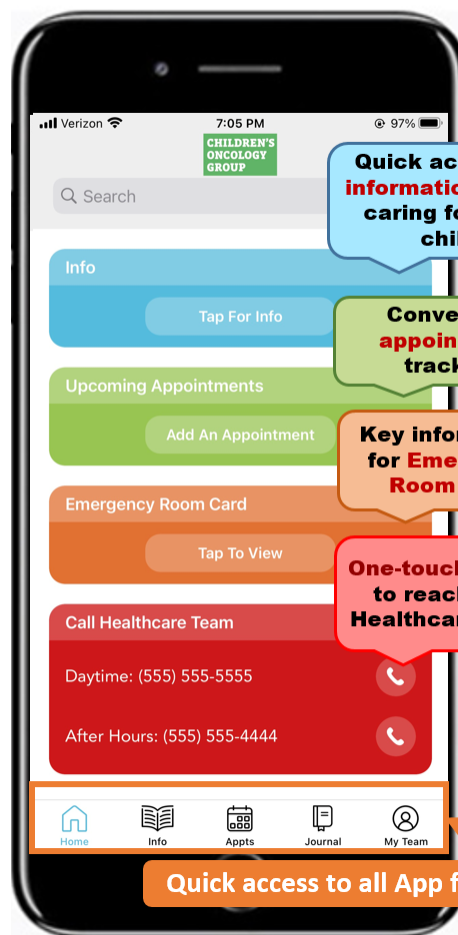 Verizon 7:05 PM 97%
CHILDREN'S
ONCOLOGY
GROUP
Search
Quick ac
informatio
caring fo
chil
Info
Tap For Info
Conve
appoin
track
Upcoming Appointments
Add An Appointment
Key infor
for Eme
Room
Emergency Room Card
Tap To View
One-touch
to reac
Healthcar
Call Healthcare Team
Daytime: (555) 555-5555
After Hours: (555) 555-4444
Home Info Appts Journal My Team
Quick access to all App f